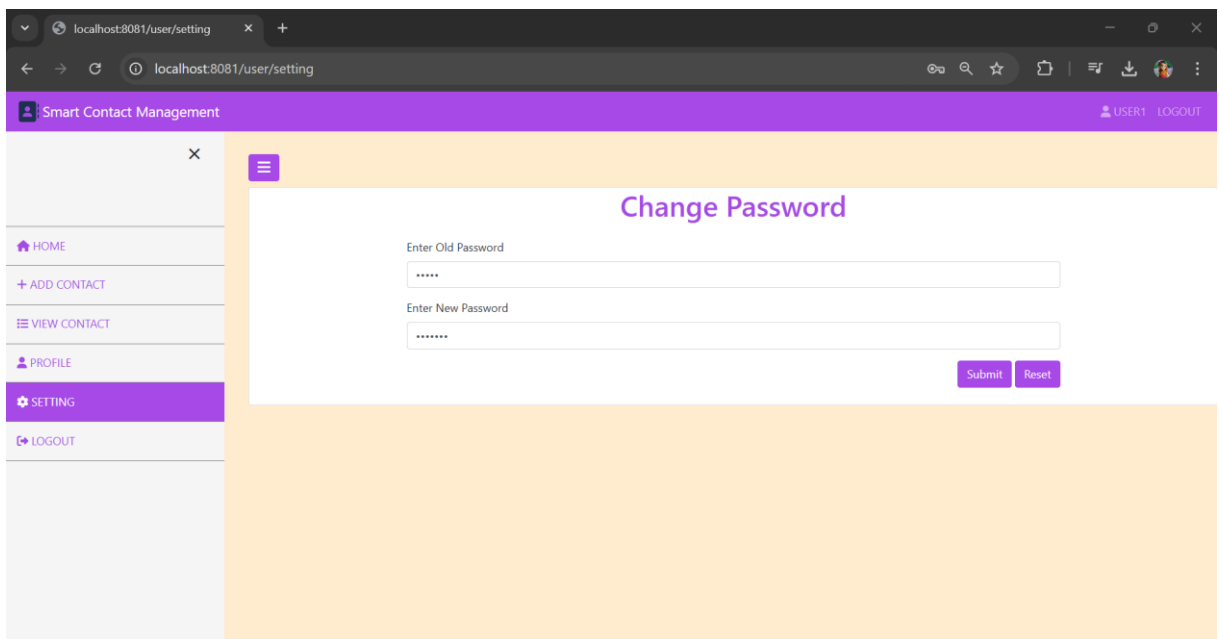 localhost:8081/user/setting
localhost:8081/user/setting
Smart Contact Management
USER1 LOGOUT
Change Password
HOME
Enter Old Password
•••••
ADD CONTACT
Enter New Password
VIEW CONTACT
•••••••
PROFILE
Submit Reset
SETTING
LOGOUT